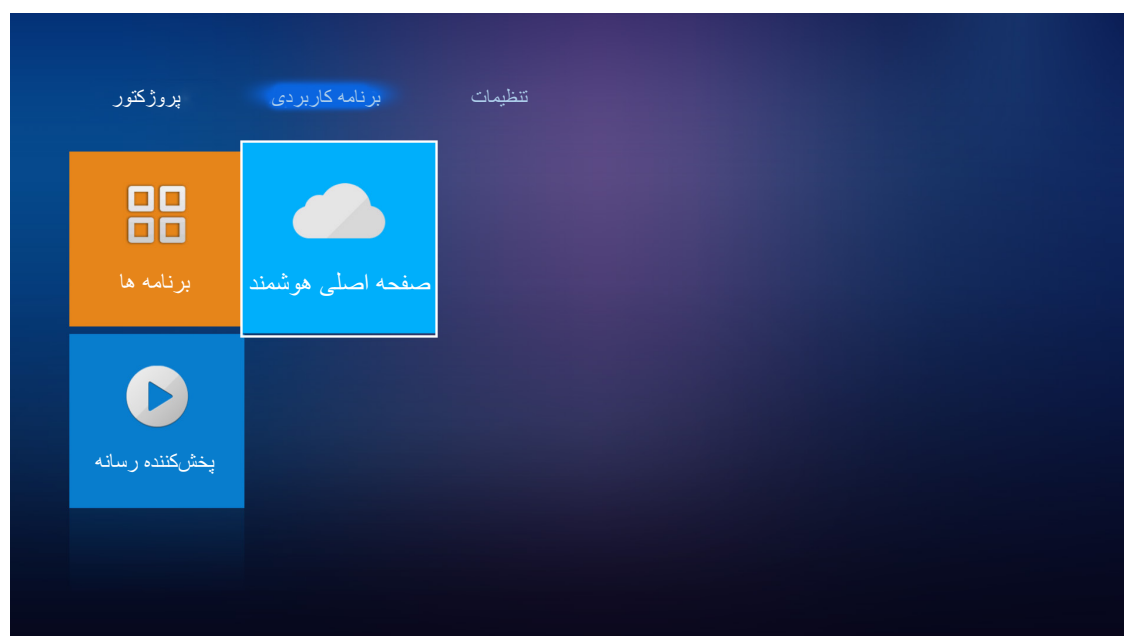 پروژکتور
برنامه کاربردی
تنظیمات
برنامه ها
صفحه اصلی هوشمند
پخش‌کننده رسانه